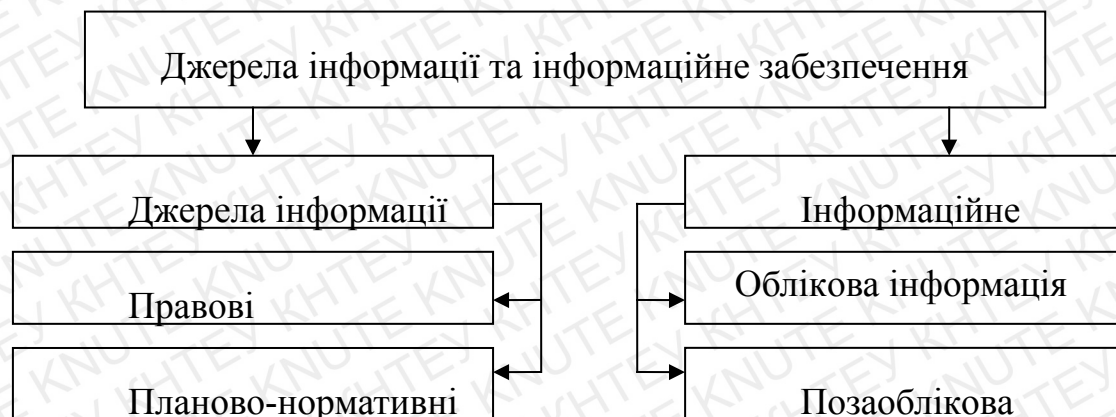 Джерела інформації та інформаційне забезпечення
Джерела інформації
Інформаційне
Правові
Облікова інформація
Планово-нормативні
Позаоблікова